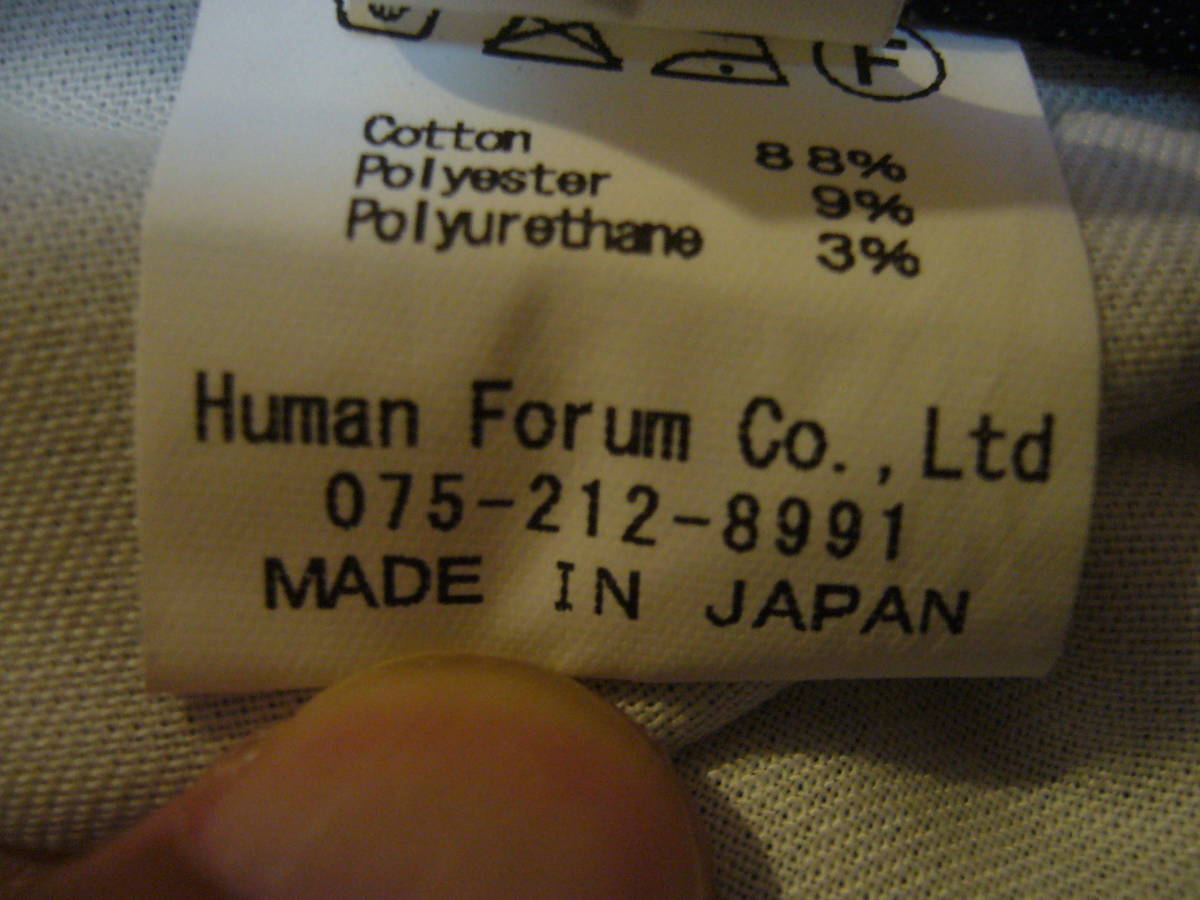 F
Cotton 88%
Polyester 9%
Polyurethane 3%
Human Forum Co.,Ltd
075-212-8991
MADE IN JAPAN